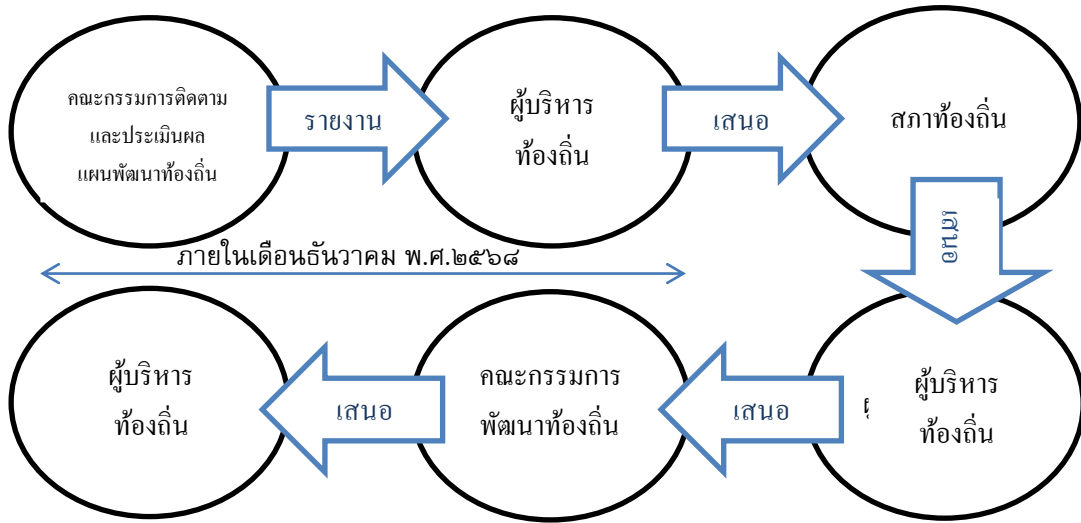 คณะกรรมการติดตาม
และประเมินผล
แผนพัฒนาท้องถิ่น
รายงาน
ผู้บริหาร
ท้องถิ่น
เสนอ
สภาท้องถิ่น
เสนอ
ภายในเดือนธันวาคม พ.ศ.๒๕๖๘
ผู้บริหาร
ท้องถิ่น
เสนอ
คณะกรรมการ
พัฒนาท้องถิ่น
เสนอ
ผู้บริหาร
ท้องถิ่น